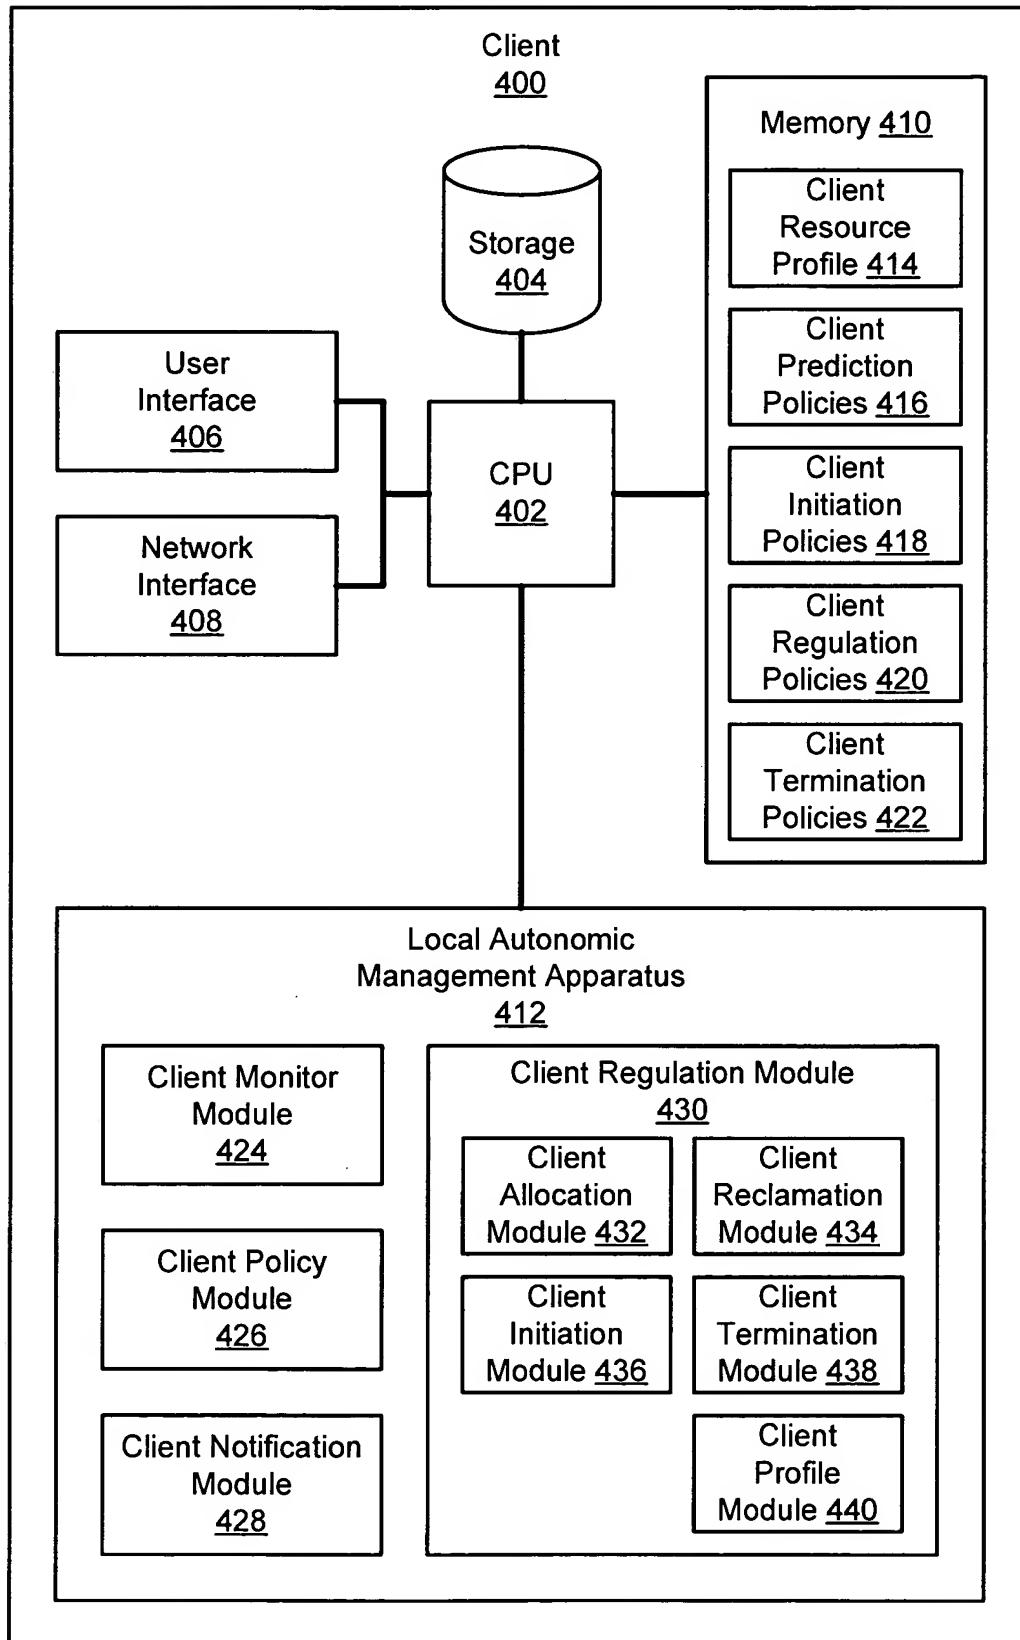 Client
400
Memory 410
Client
Resource
Profile 414
Client
Prediction
Policies 416
Client
Initiation
Policies 418
Client
Regulation
Policies 420
Client
Termination
Policies 422
Storage
404
User
Interface
406
CPU
402
Network
Interface
408
Local Autonomic
Management Apparatus
412
Client Monitor
Module
424
Client Policy
Module
426
Client Notification
Module
428
Client Regulation Module
430
Client
Allocation
Module 432
Client
Reclamation
Module 434
Client
Initiation
Module 436
Client
Termination
Module 438
Client
Profile
Module 440